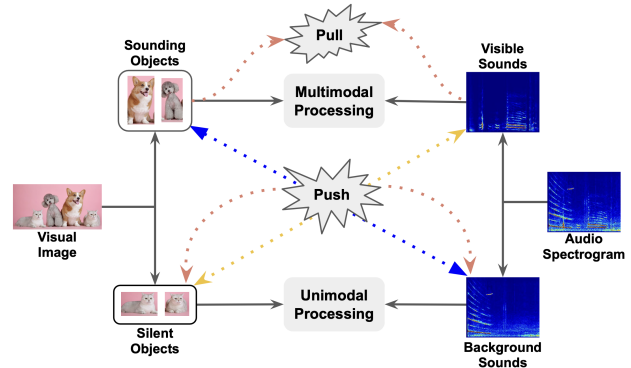 Sounding
Objects
Pull
Visible
Sounds
Multimodal
Processing
Push
Visual
Image
Audio
Spectrogram
Unimodal
Processing
Silent
Objects
Background
Sounds